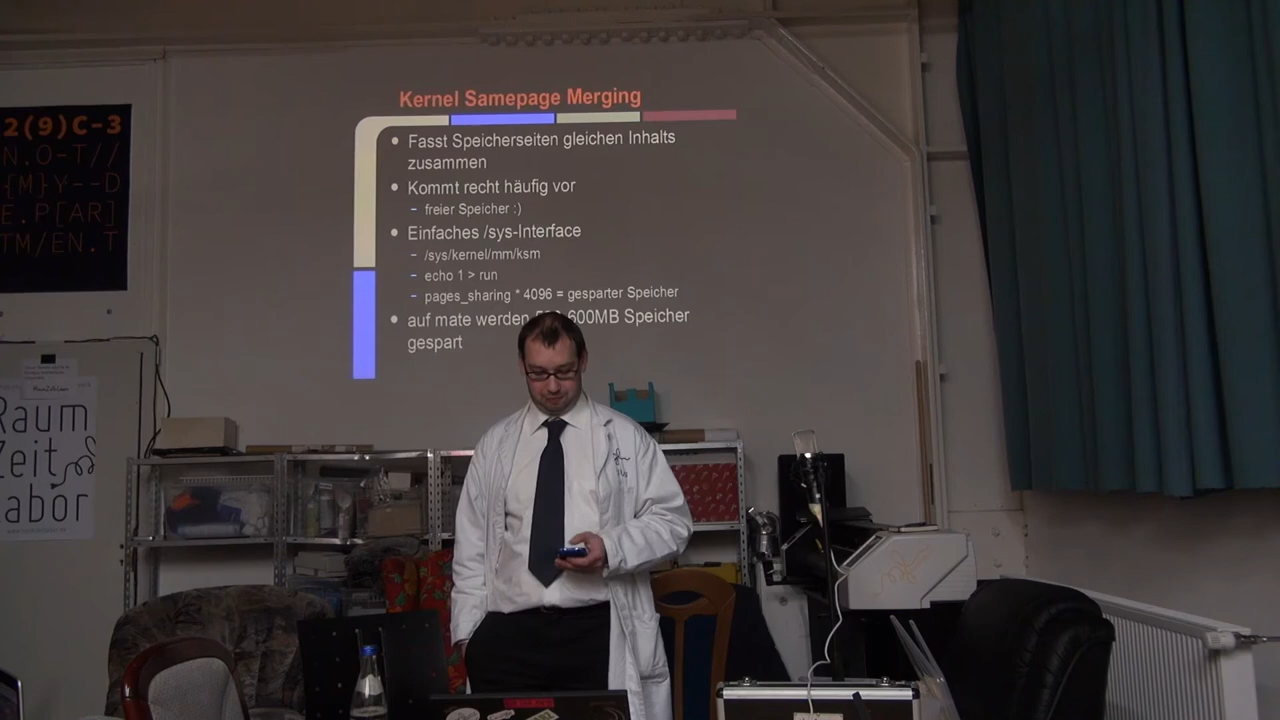 Kernel Samepage Merging
• Fasst Speicherseiten gleichen Inhalts
zusammen
• Kommt recht häufig vor
– freier Speicher :)
• Einfaches /sys-Interface
– /sys/kernel/mm/ksm
– echo 1 > run
– pages_sharing * 4096 = gesparter Speicher
• auf mate werden 600MB Speicher
gespart
2(9)C-3
N.O-T//
{M}Y--D
E.P[AR]
TM/EN.T
Raum
Zeit
Labor